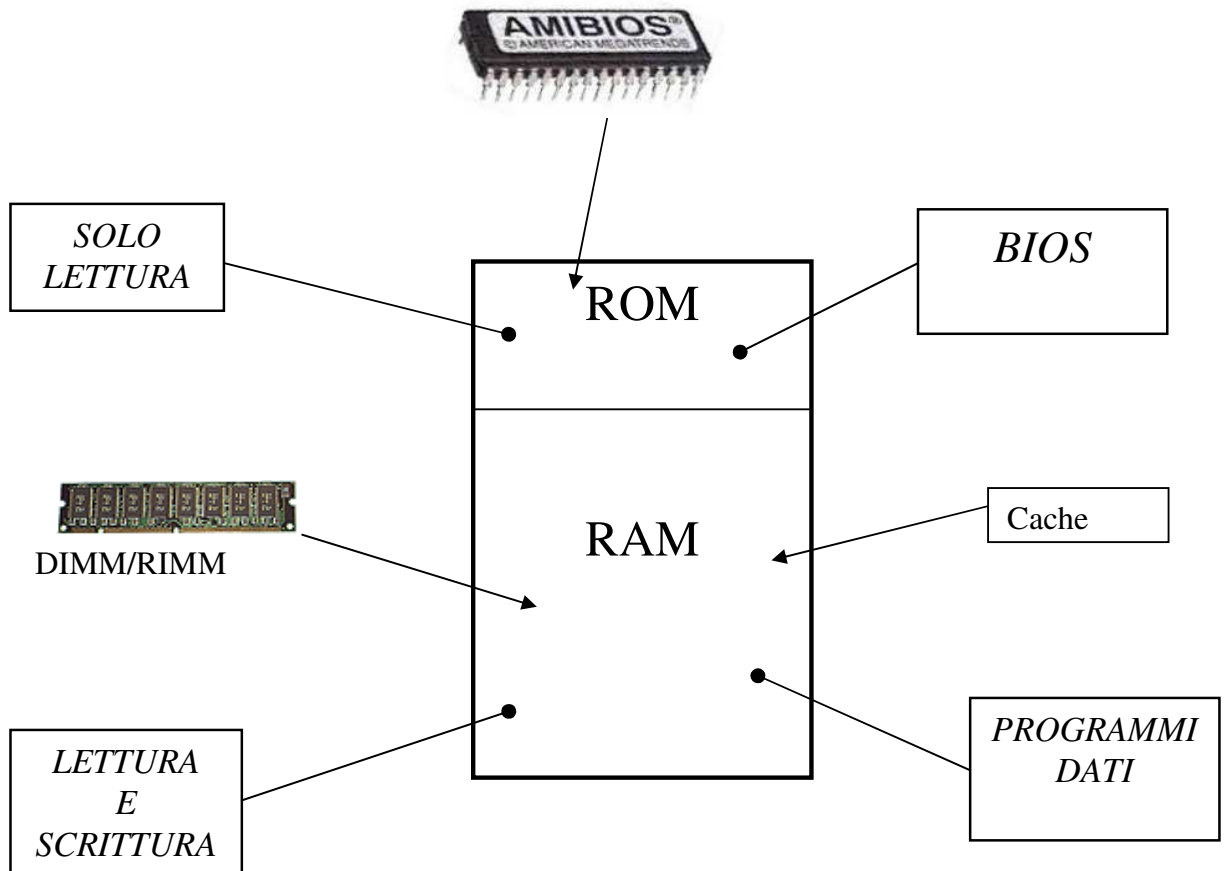 AMIBIOS®
© AMERICAN MEGATRENDS
SOLO
LETTURA
BIOS
ROM
RAM
Cache
DIMM/RIMM
PROGRAMMI
DATI
LETTURA
E
SCRITTURA